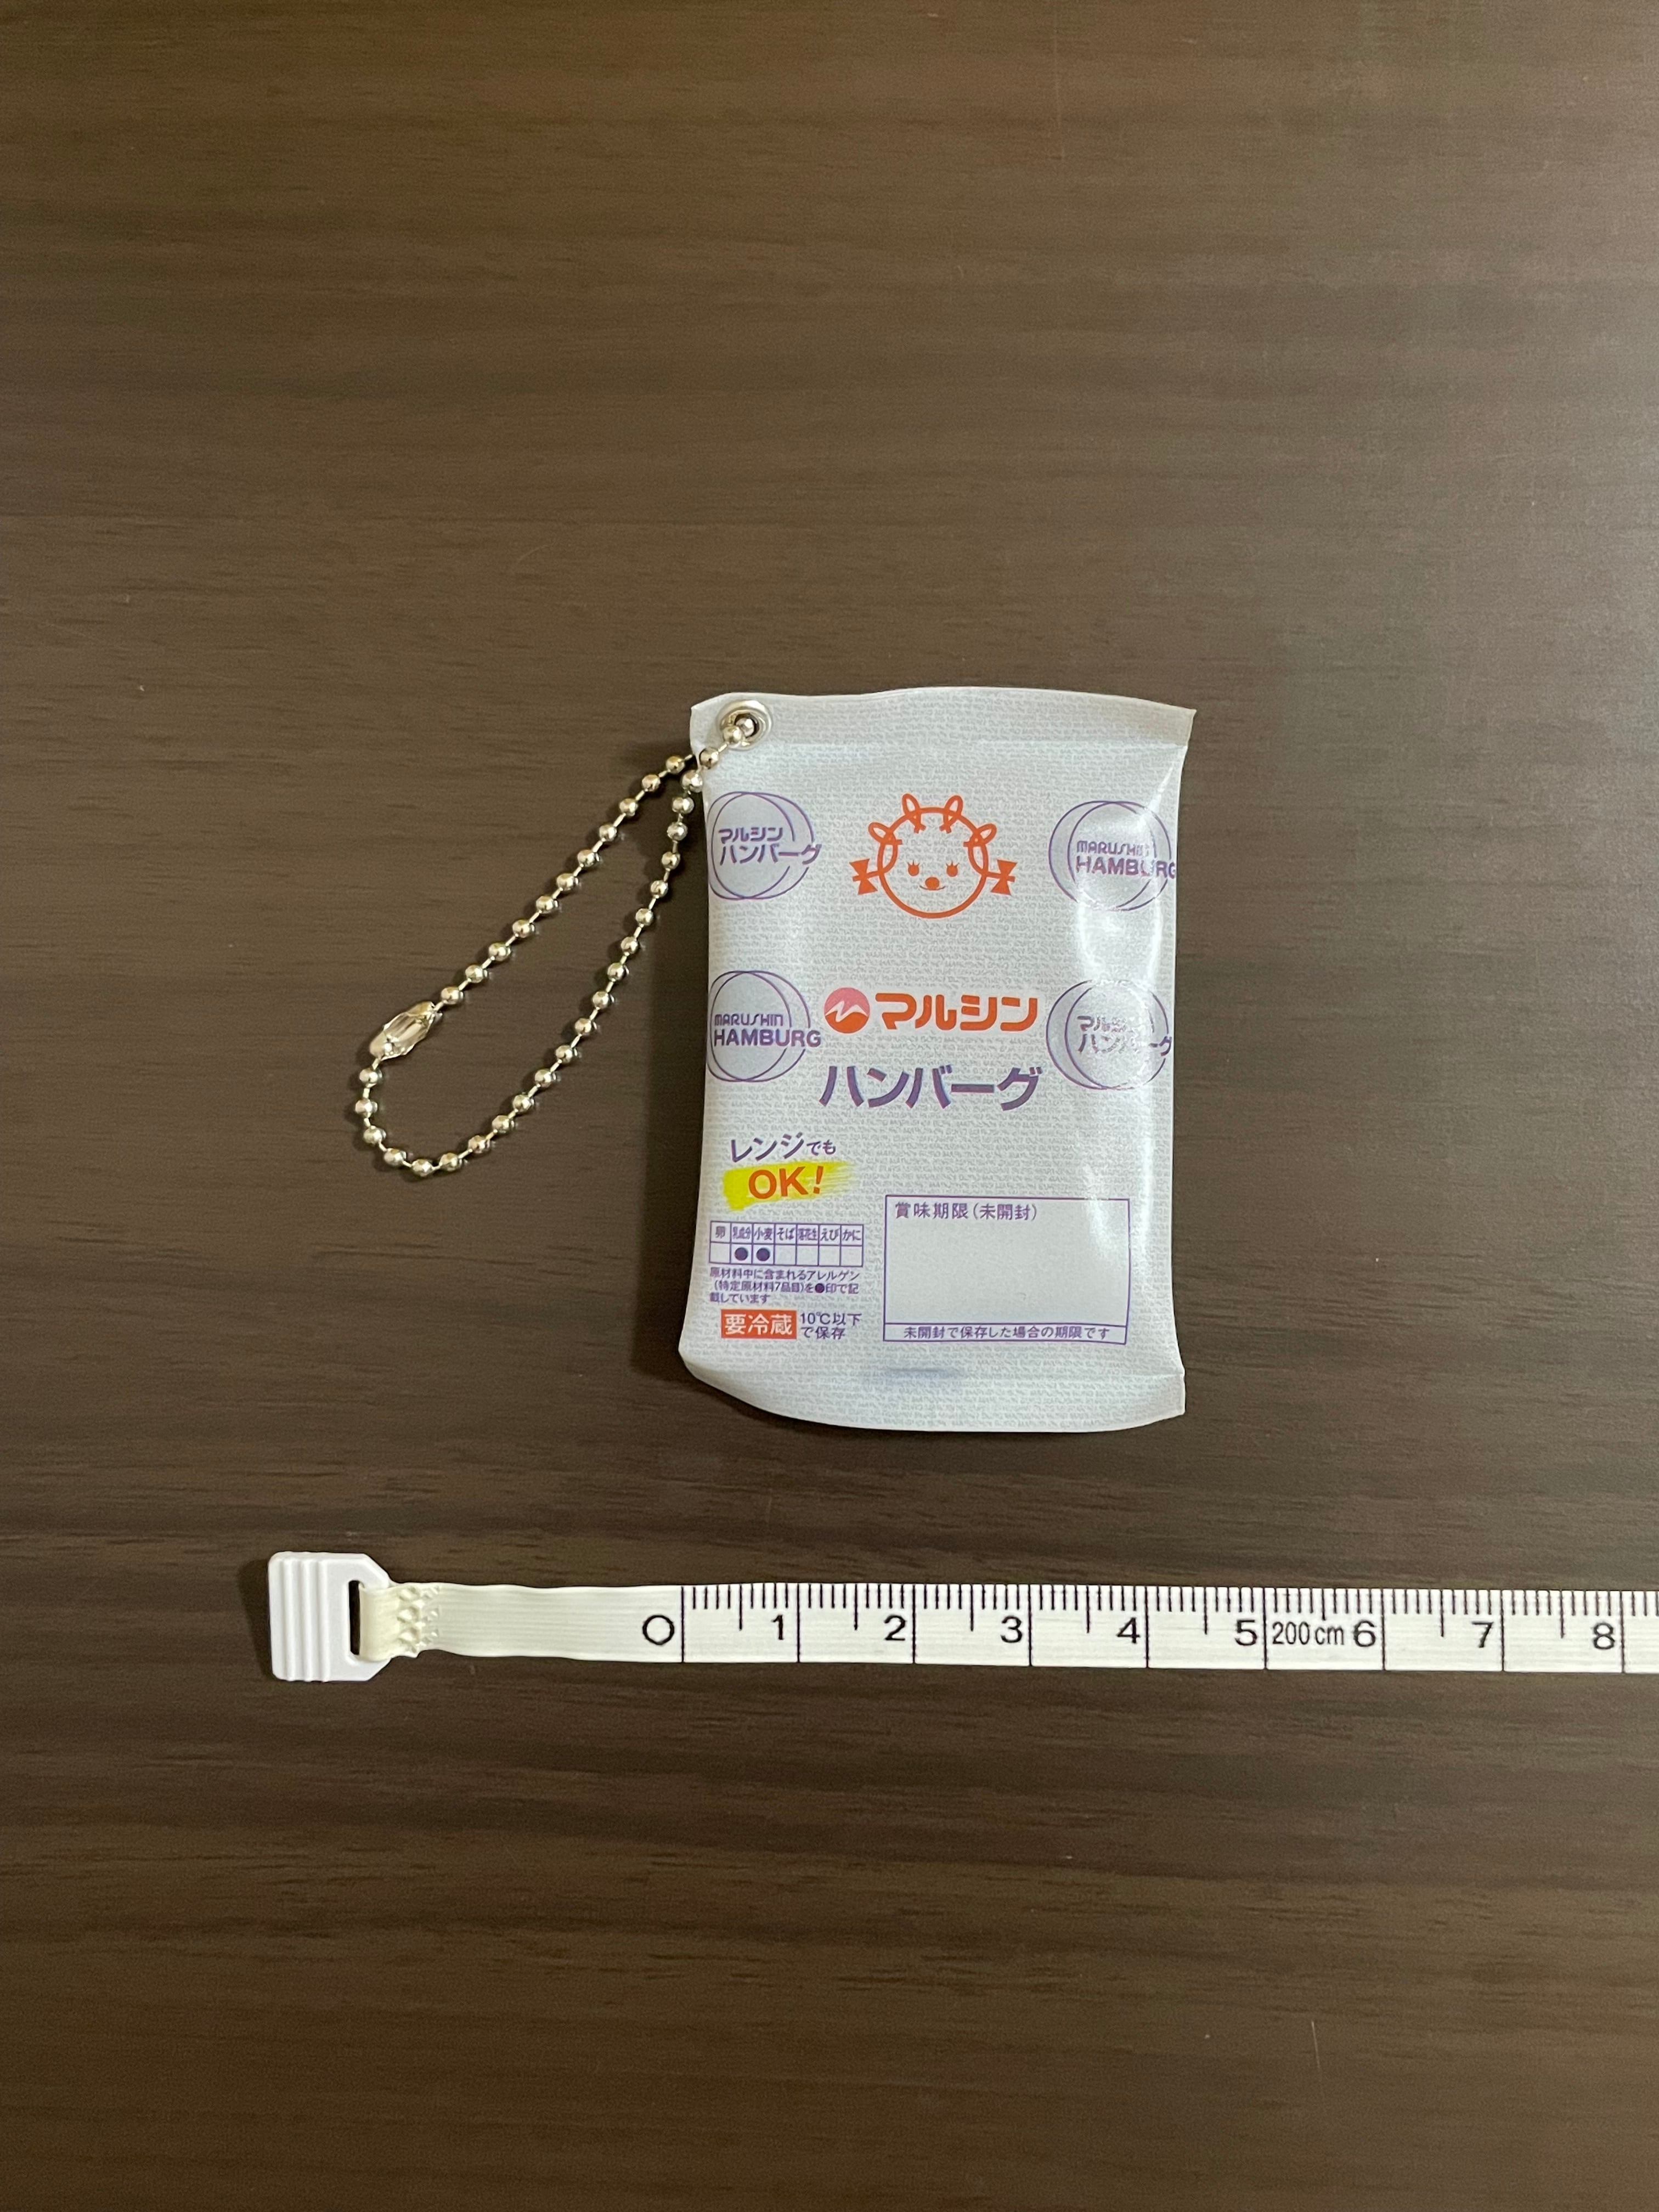 マルシン
ハンバーグ
MARUSHIN
HAMBURG
MARUSHIN
HAMBURG
マルシン
マルシン
ハンバーグ
ハンバーグ
レンジでも
OK!
卵 乳成分 小麦 そば 落花生 えび かに
原材料中に含まれるアレルゲン
(特定原材料7品目)を●印で記
載しています
要冷蔵 10℃以下
で保存
賞味期限(未開封)
未開封で保存した場合の期限です
0 1 2 3 4 5 200cm 6 7 8